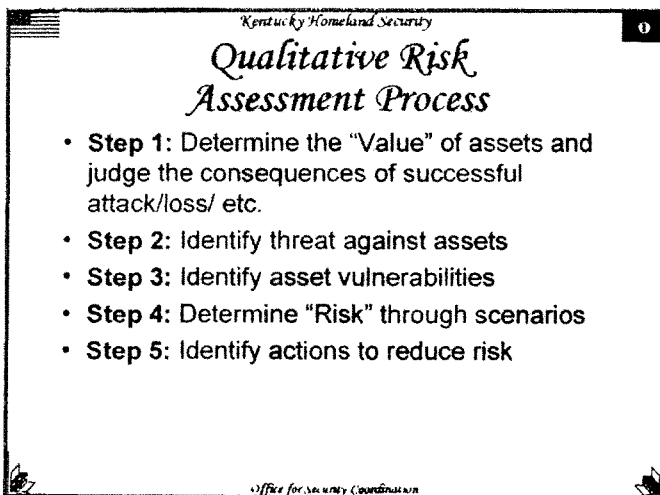 Kentucky Homeland Security
Qualitative Risk
Assessment Process
• Step 1: Determine the “Value” of assets and
judge the consequences of successful
attack/loss/ etc.
• Step 2: Identify threat against assets
• Step 3: Identify asset vulnerabilities
• Step 4: Determine “Risk” through scenarios
• Step 5: Identify actions to reduce risk
Office for Security Coordination